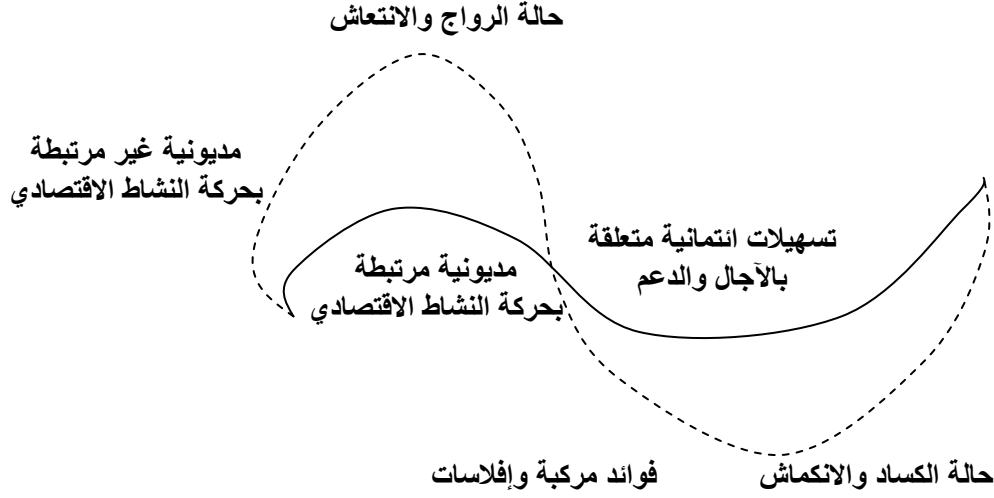 حالة الرواج والانتعاش
مديونية غير مرتبطة
بحركة النشاط الاقتصادي
تسهيلات ائتمانية متعلقة
بالآجال والدعم
مديونية مرتبطة
بحركة النشاط الاقتصادي
حالة الكساد والانكماش
فوائد مركبة وإفلاسات